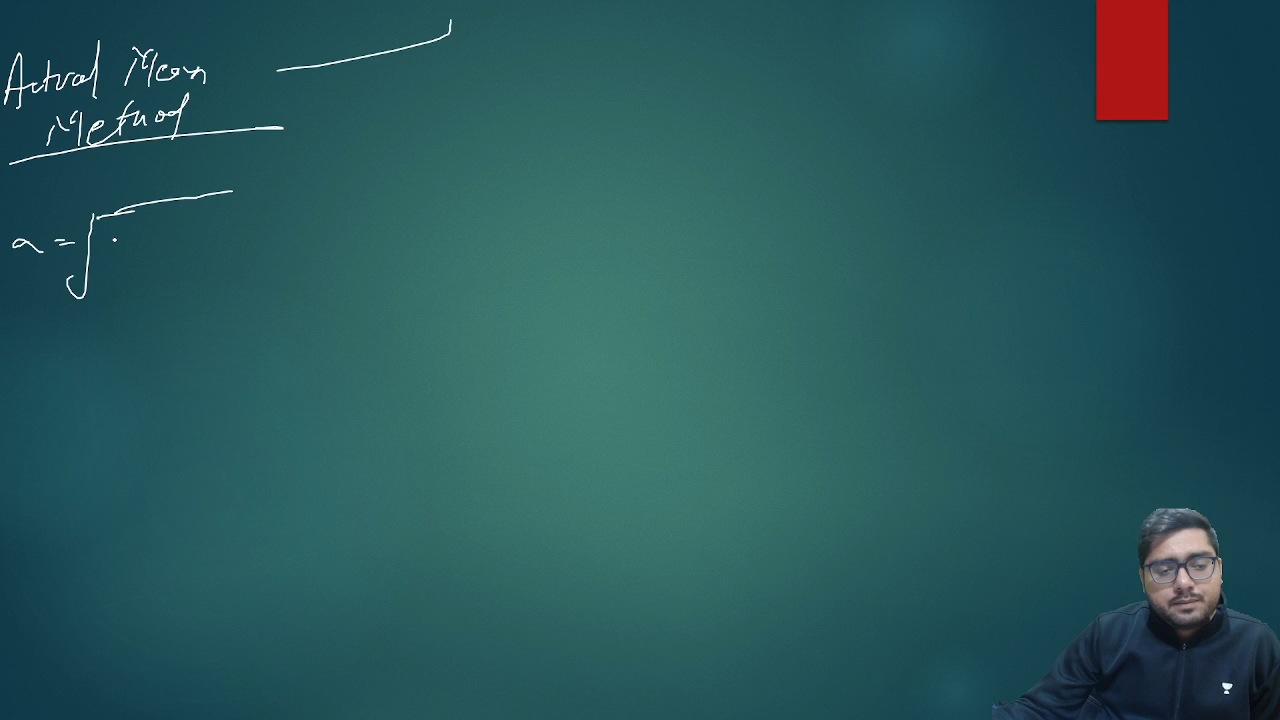 Actual Mean
Method
a = √